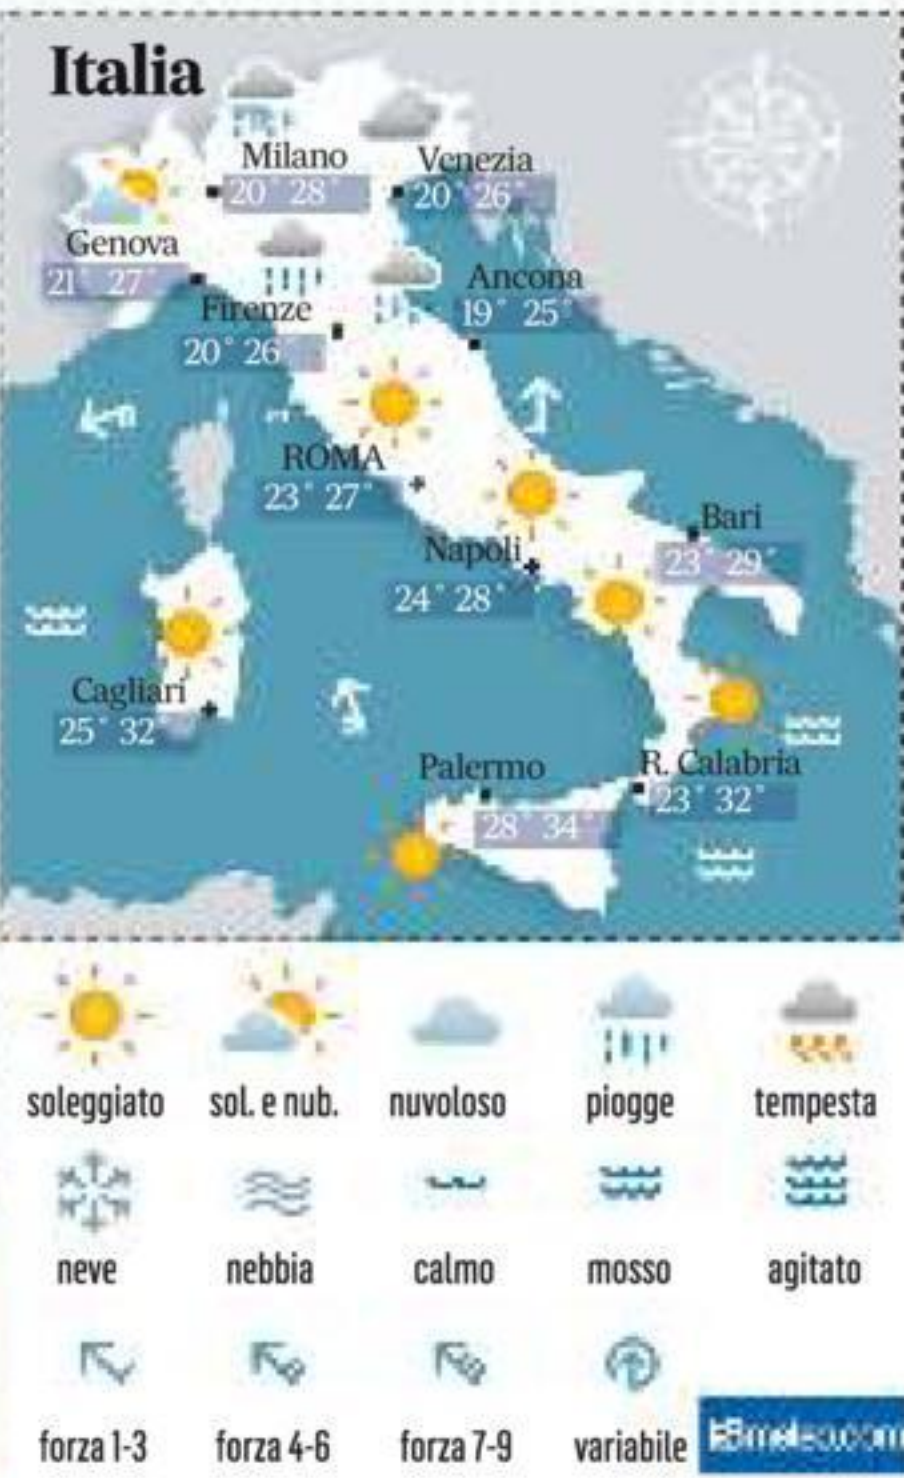 Italia
Milano
20° 28°
Venezia
20° 26°
Genova
21° 27°
Ancona
19° 25°
Firenze
20° 26
ROMA
23° 27°
Bari
23° 29°
Napoli
24° 28°
Cagliari
25° 32
Palermo
28° 34°
R. Calabria
23° 32°
soleggiato sol. e nub. nuvoloso piogge tempesta
neve nebbia calmo mosso agitato
forza 1-3 forza 4-6 forza 7-9 variabile
3Bmeteo.com